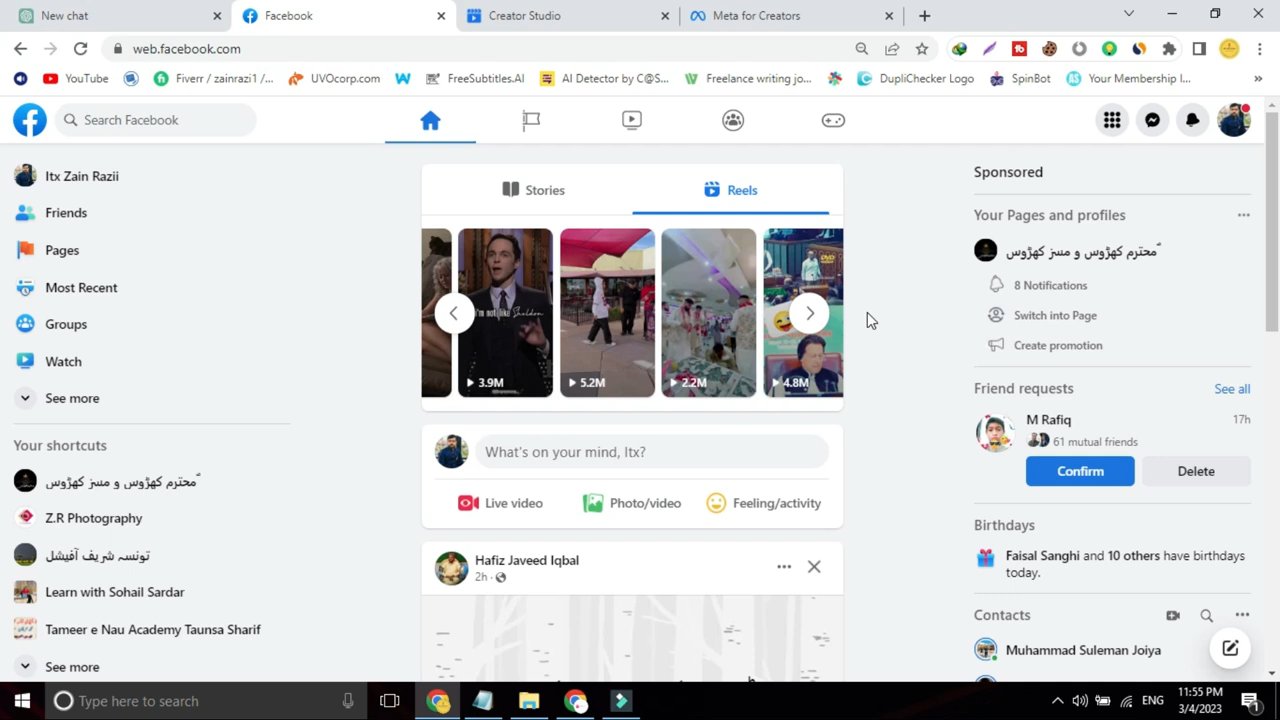 New chat
Facebook
Creator Studio
Meta for Creators
web.facebook.com
YouTube
Fiverr / zainrazi1 /...
UVOcorp.com
FreeSubtitles.AI
AI Detector by C@S...
Freelance writing jo...
DupliChecker Logo
SpinBot
Your Membership I...
Search Facebook
Itx Zain Razii
Friends
Pages
Most Recent
Groups
Watch
See more
Your shortcuts
محترم کھڑوس و مسز کھڑوس
Z.R Photography
تونسہ شریف آفیشل
Learn with Sohail Sardar
Tameer e Nau Academy Taunsa Sharif
See more
Stories
Reels
I'm not like Sheldon
3.9M
5.2M
2.2M
4.8M
What's on your mind, Itx?
Live video
Photo/video
Feeling/activity
Hafiz Javeed Iqbal
2h
Sponsored
Your Pages and profiles
محترم کھڑوس و مسز کھڑوس
8 Notifications
Switch into Page
Create promotion
Friend requests
See all
M Rafiq
17h
61 mutual friends
Confirm
Delete
Birthdays
Faisal Sanghi and 10 others have birthdays
today.
Contacts
Muhammad Suleman Joiya
Type here to search
ENG
11:55 PM
3/4/2023
1